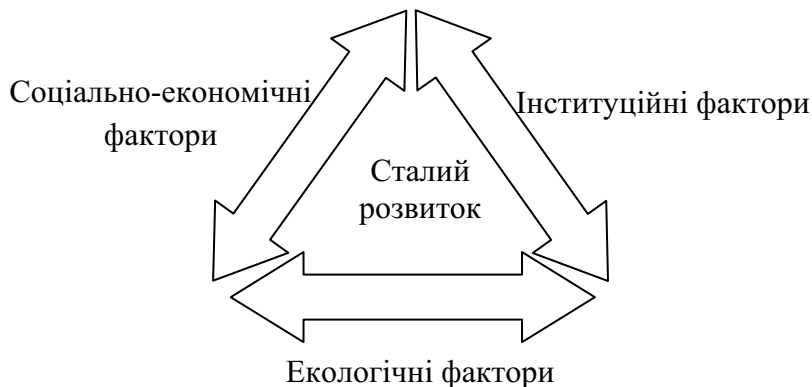 Соціально-економічні
фактори
Інституційні фактори
Сталий
розвиток
Екологічні фактори